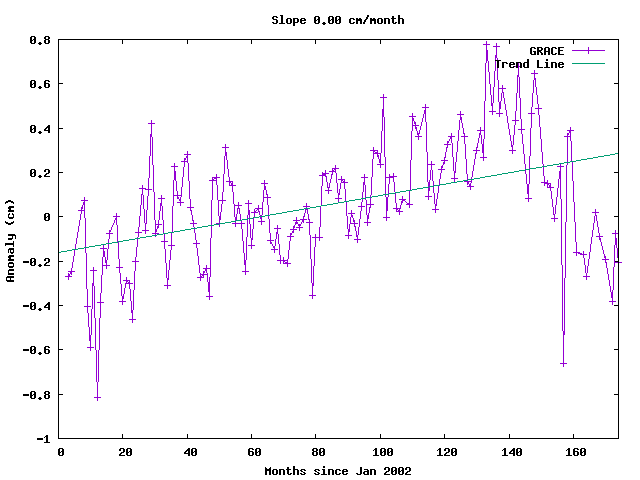 Slope 0.00 cm/month
GRACE
Trend Line
0.8
0.6
0.4
0.2
0
-0.2
-0.4
-0.6
-0.8
-1
Anomaly (cm)
0 20 40 60 80 100 120 140 160
Months since Jan 2002